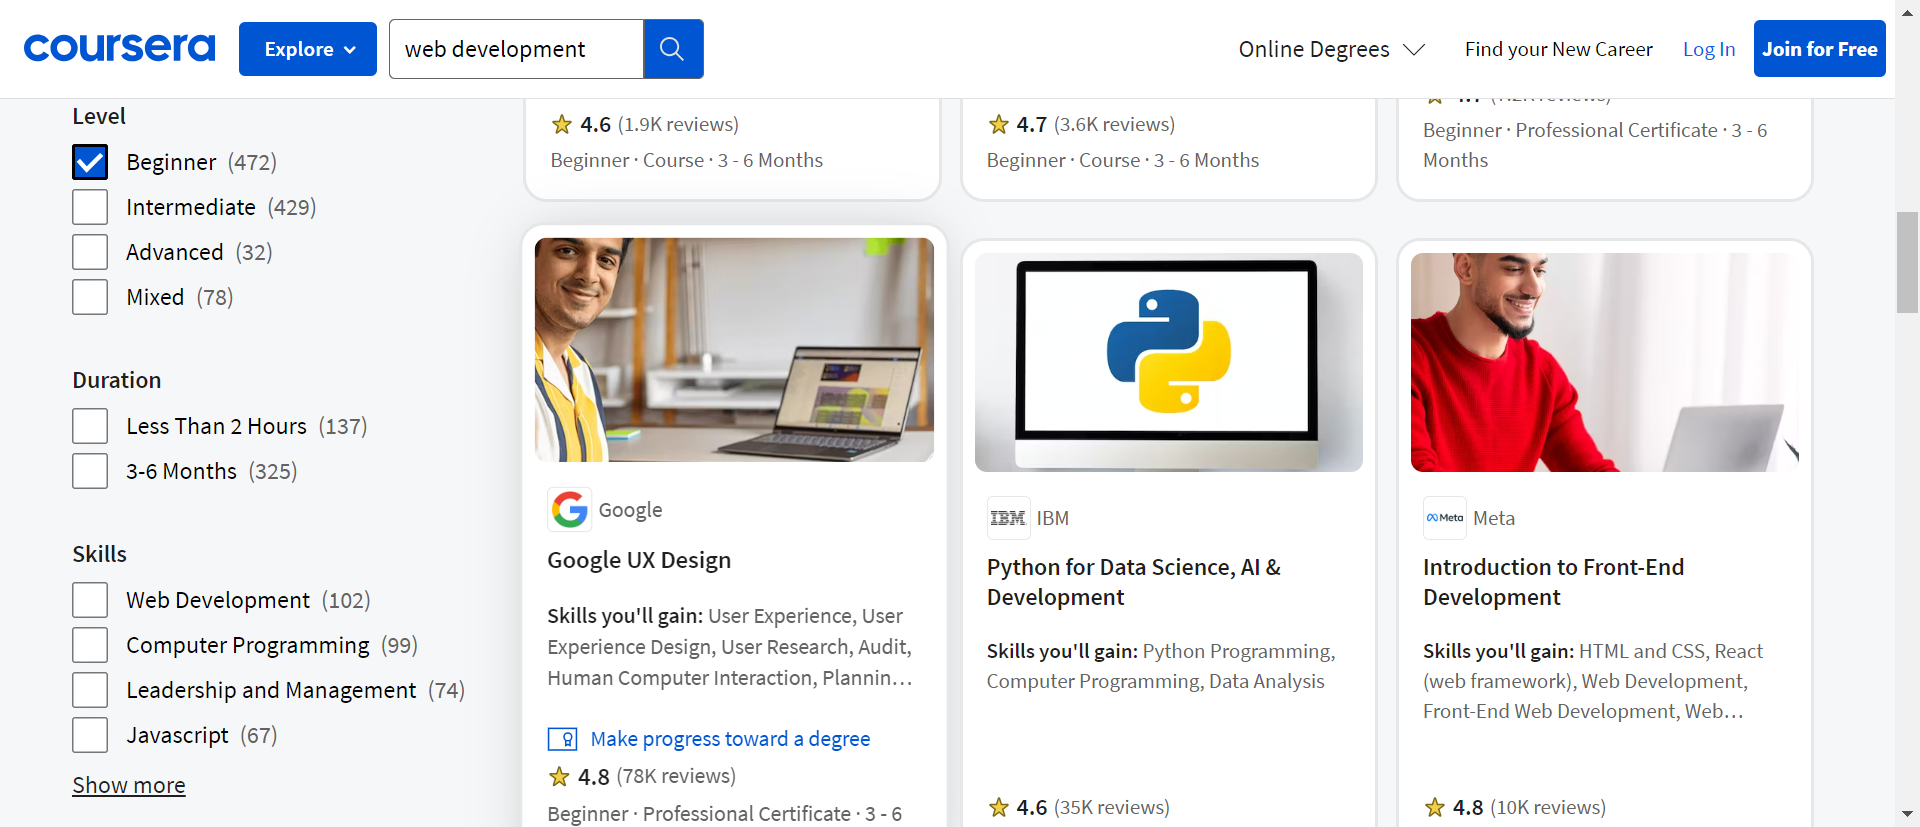 coursera
Explore
web development
Online Degrees
Find your New Career
Log In
Join for Free
Level
Beginner (472)
Intermediate (429)
Advanced (32)
Mixed (78)
Duration
Less Than 2 Hours (137)
3-6 Months (325)
Skills
Web Development (102)
Computer Programming (99)
Leadership and Management (74)
Javascript (67)
Show more
4.6 (1.9K reviews)
Beginner · Course · 3 - 6 Months
4.7 (3.6K reviews)
Beginner · Course · 3 - 6 Months
Beginner · Professional Certificate · 3 - 6
Months
Google
Google UX Design
Skills you'll gain: User Experience, User
Experience Design, User Research, Audit,
Human Computer Interaction, Plannin...
Make progress toward a degree
4.8 (78K reviews)
Beginner · Professional Certificate · 3 - 6
IBM IBM
Python for Data Science, AI &
Development
Skills you'll gain: Python Programming,
Computer Programming, Data Analysis
4.6 (35K reviews)
Meta Meta
Introduction to Front-End
Development
Skills you'll gain: HTML and CSS, React
(web framework), Web Development,
Front-End Web Development, Web...
4.8 (10K reviews)